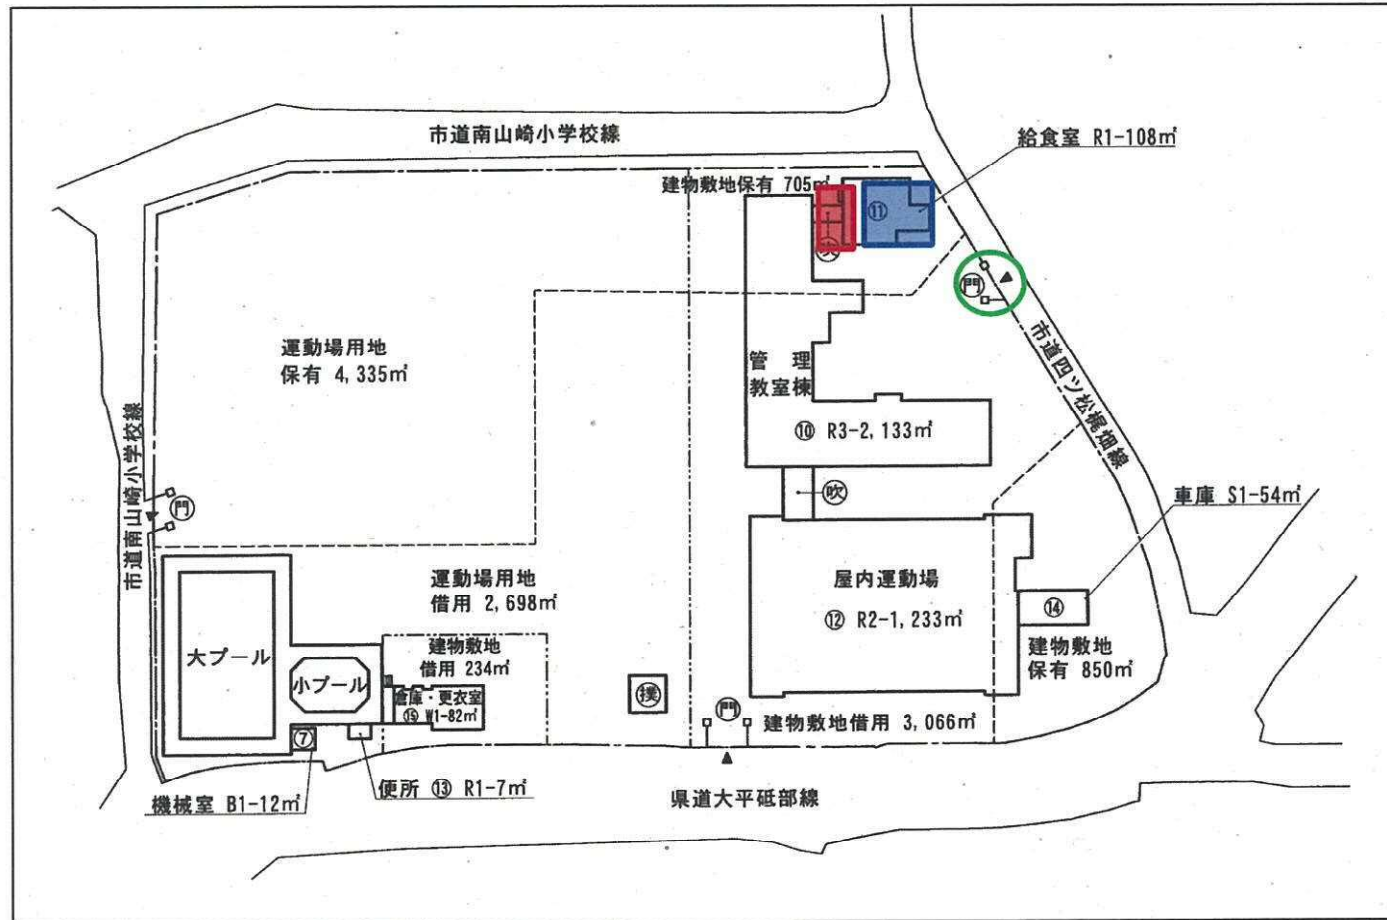 市道南山崎小学校線
給食室 R1-108㎡
建物敷地保有 705㎡
⑪
吹
門
運動場用地
保有 4,335㎡
管 理
教室棟
市道四ツ松梶畑線
⑩ R3-2,133㎡
市道南山崎小学校線
門
吹
車庫 S1-54㎡
運動場用地
借用 2,698㎡
屋内運動場
⑫ R2-1,233㎡
⑭
建物敷地
借用 234㎡
建物敷地
保有 850㎡
大プール
小プール
倉庫・更衣室
⑮ W1-82㎡
撲
門
建物敷地借用 3,066㎡
⑦
便所 ⑬ R1-7㎡
機械室 B1-12㎡
県道大平砥部線